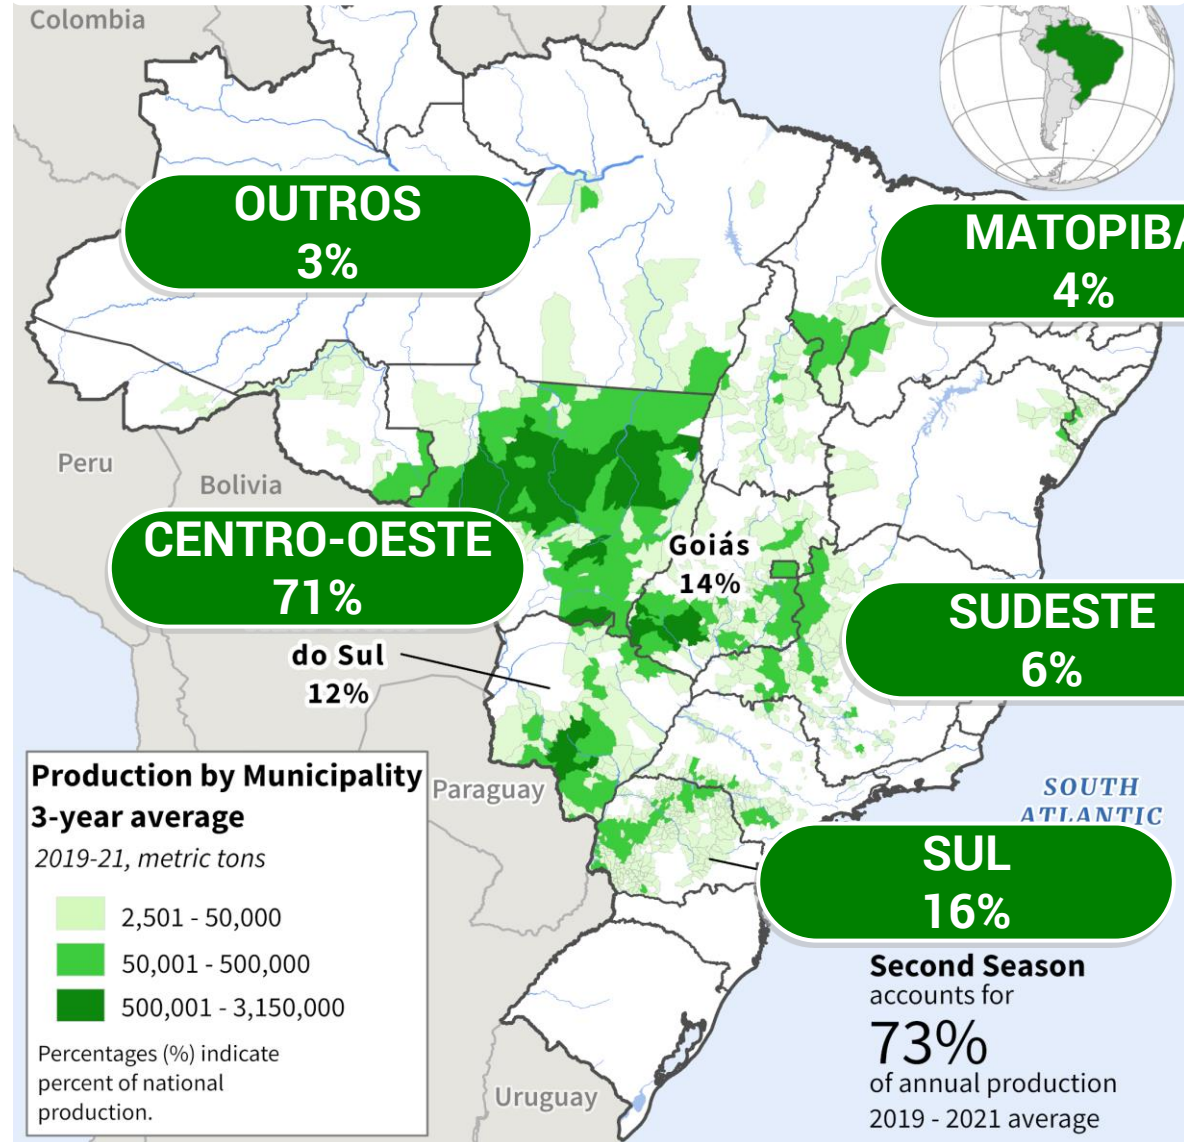 Colombia
OUTROS
3%
MATOPIBA
4%
Peru
Bolivia
CENTRO-OESTE
71%
Goiás
14%
SUDESTE
6%
do Sul
12%
Production by Municipality
3-year average
2019-21, metric tons
2,501 - 50,000
50,001 - 500,000
500,001 - 3,150,000
Percentages (%) indicate
percent of national
production.
Paraguay
SOUTH
ATLANTIC
SUL
16%
Second Season
accounts for
73%
of annual production
2019 - 2021 average
Uruguay